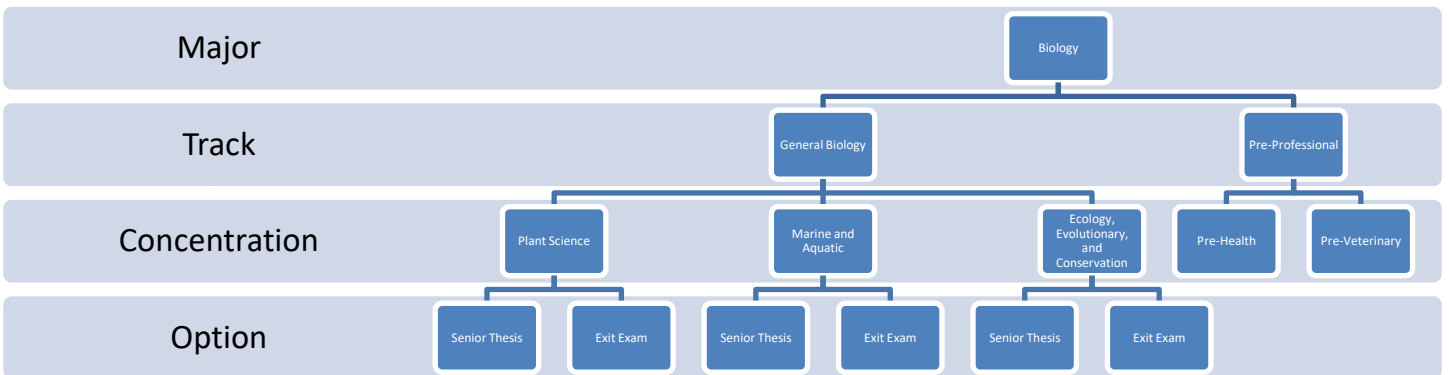 Major
Biology
Track
General Biology
Pre-Professional
Concentration
Plant Science
Marine and
Aquatic
Ecology,
Evolutionary,
and
Conservation
Pre-Health
Pre-Veterinary
Option
Senior Thesis
Exit Exam
Senior Thesis
Exit Exam
Senior Thesis
Exit Exam